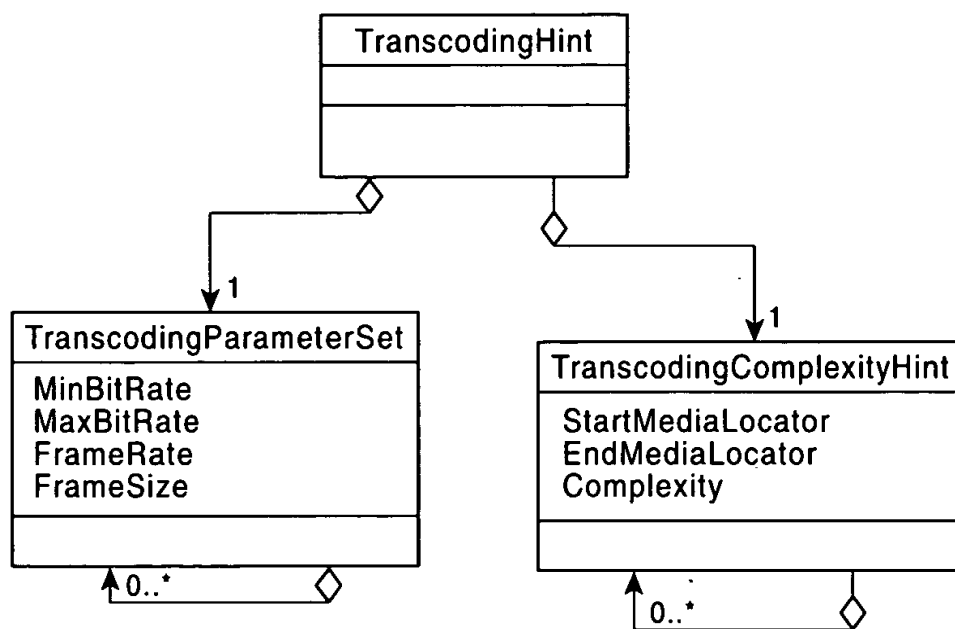 TranscodingHint
1
TranscodingParameterSet
MinBitRate
MaxBitRate
FrameRate
FrameSize
0..*
1
TranscodingComplexityHint
StartMediaLocator
EndMediaLocator
Complexity
0..*